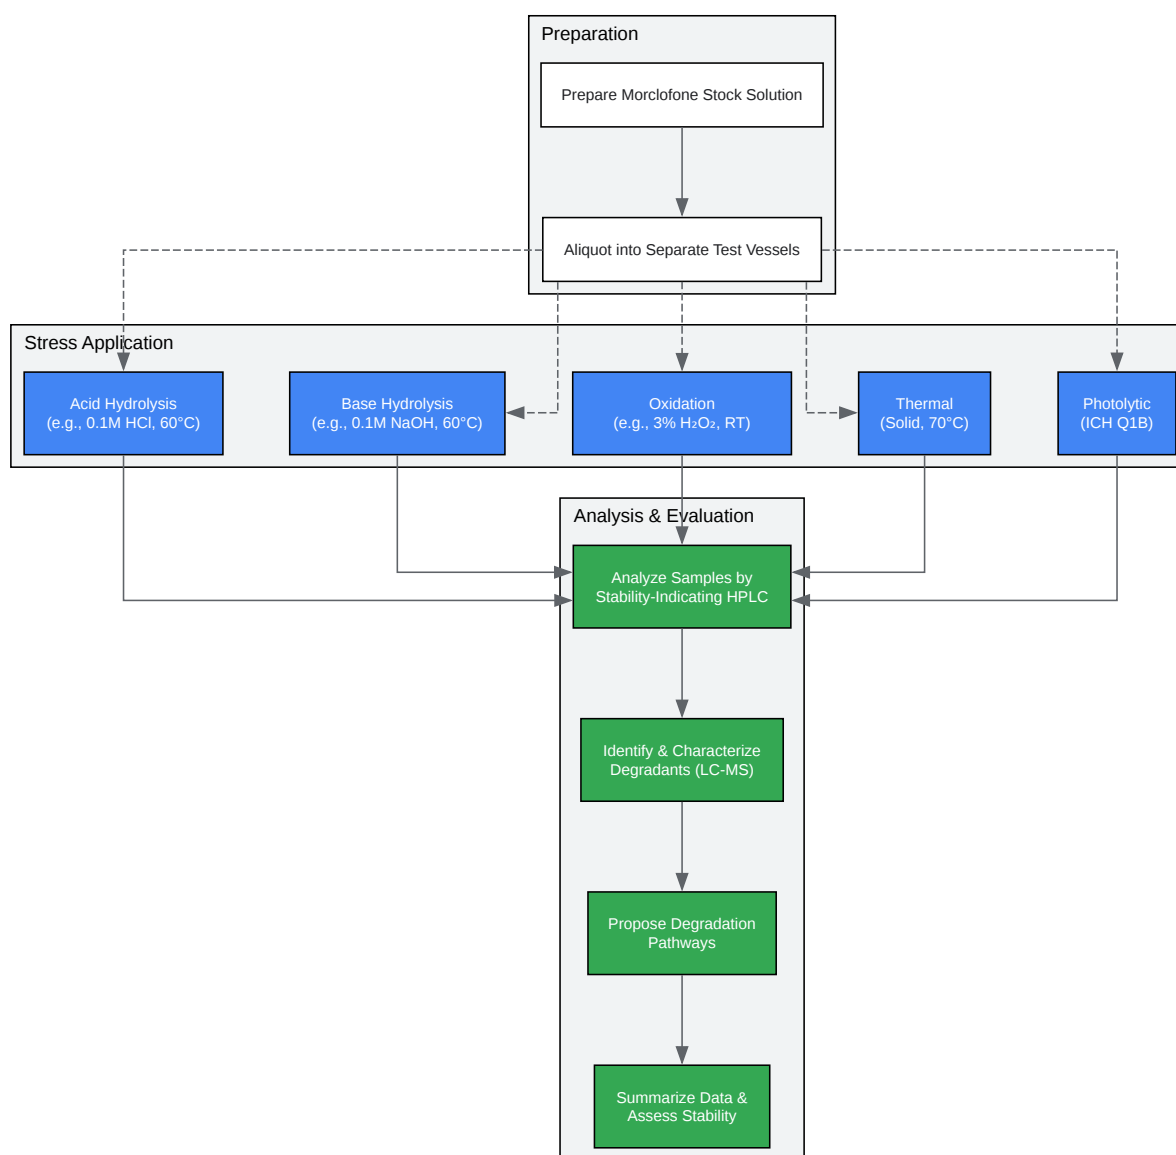 Preparation
Prepare Morclofone Stock Solution
Aliquot into Separate Test Vessels
Stress Application
Acid Hydrolysis
(e.g., 0.1M HCl, 60°C)
Base Hydrolysis
(e.g., 0.1M NaOH, 60°C)
Oxidation
(e.g., 3% H₂O₂, RT)
Thermal
(Solid, 70°C)
Photolytic
(ICH Q1B)
Analysis & Evaluation
Analyze Samples by
Stability-Indicating HPLC
Identify & Characterize
Degradants (LC-MS)
Propose Degradation
Pathways
Summarize Data &
Assess Stability